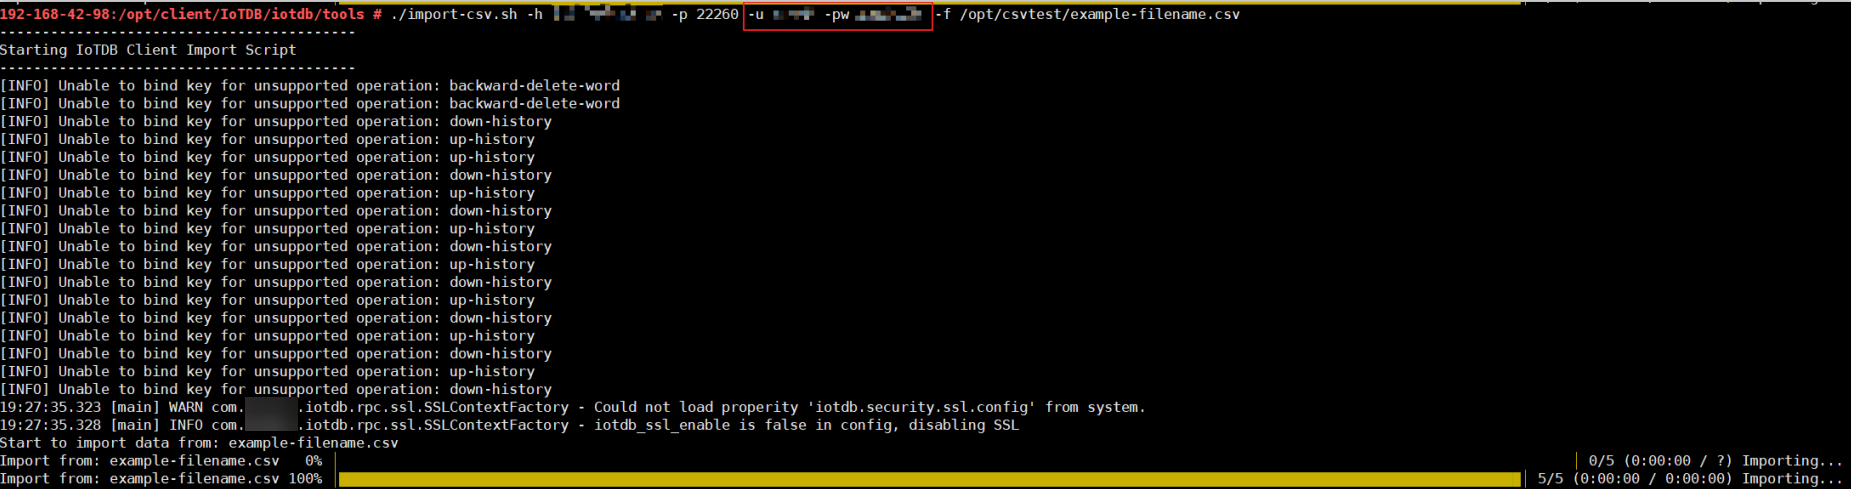 192-168-42-98:/opt/client/IoTDB/iotdb/tools # ./import-csv.sh -h -p 22260 -u -pw -f /opt/csvtest/example-filename.csv
------------------------------------------
Starting IoTDB Client Import Script
------------------------------------------
[INFO] Unable to bind key for unsupported operation: backward-delete-word
[INFO] Unable to bind key for unsupported operation: backward-delete-word
[INFO] Unable to bind key for unsupported operation: down-history
[INFO] Unable to bind key for unsupported operation: up-history
[INFO] Unable to bind key for unsupported operation: up-history
[INFO] Unable to bind key for unsupported operation: down-history
[INFO] Unable to bind key for unsupported operation: up-history
[INFO] Unable to bind key for unsupported operation: down-history
[INFO] Unable to bind key for unsupported operation: up-history
[INFO] Unable to bind key for unsupported operation: down-history
[INFO] Unable to bind key for unsupported operation: up-history
[INFO] Unable to bind key for unsupported operation: down-history
[INFO] Unable to bind key for unsupported operation: up-history
[INFO] Unable to bind key for unsupported operation: down-history
[INFO] Unable to bind key for unsupported operation: up-history
[INFO] Unable to bind key for unsupported operation: down-history
[INFO] Unable to bind key for unsupported operation: up-history
[INFO] Unable to bind key for unsupported operation: down-history
19:27:35.323 [main] WARN com. .iotdb.rpc.ssl.SSLContextFactory - Could not load properity 'iotdb.security.ssl.config' from system.
19:27:35.328 [main] INFO com. .iotdb.rpc.ssl.SSLContextFactory - iotdb_ssl_enable is false in config, disabling SSL
Start to import data from: example-filename.csv
Import from: example-filename.csv   0% │ │ 0/5 (0:00:00 / ?) Importing...
Import from: example-filename.csv 100% │ │ 5/5 (0:00:00 / 0:00:00) Importing...